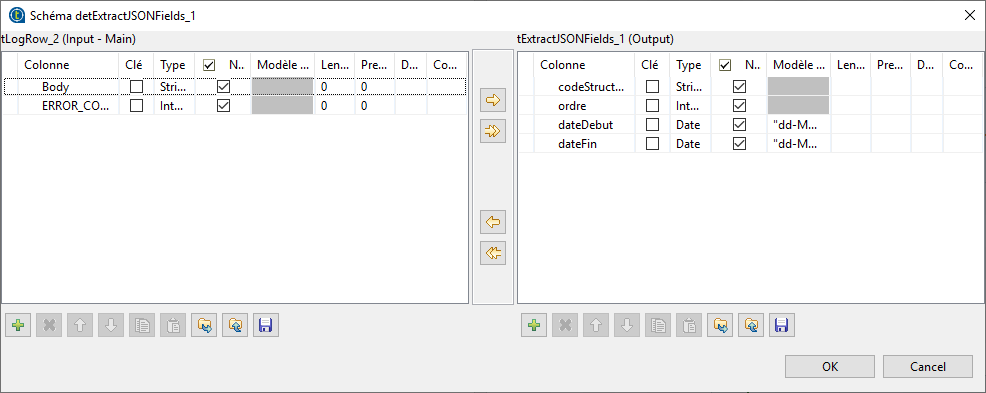 Schéma detExtractJSONFields_1
tLogRow_2 (Input - Main)
Colonne Clé Type N.. Modèle ... Len... Pre... D... Co...
Body Stri... 0 0
ERROR_CO... Int... 0 0
tExtractJSONFields_1 (Output)
Colonne Clé Type N.. Modèle ... Len... Pre... D... Co...
codeStruct... Stri...
ordre Int...
dateDebut Date "dd-M...
dateFin Date "dd-M...
OK Cancel